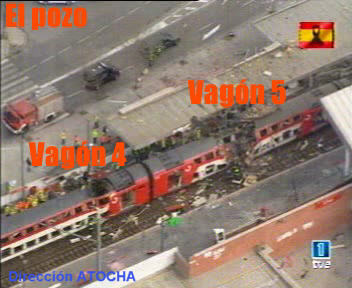 El pozo
Vagón 5
Vagón 4
1
tve
Dirección ATOCHA